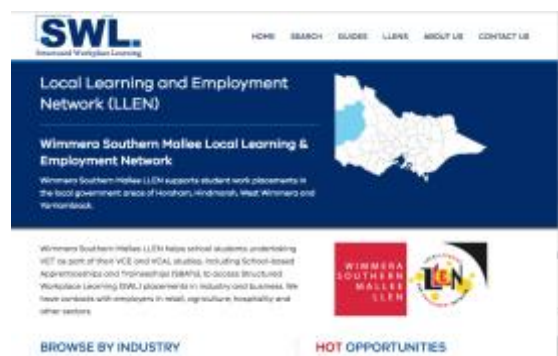 SWL.
Structured Workplace Learning
HOME SEARCH GUIDES LLENS ABOUT US CONTACT US
Local Learning and Employment
Network (LLEN)
Wimmera Southern Mallee Local Learning &
Employment Network
Wimmera Southern Mallee LLEN supports student work placements in
the local government areas of Horsham, Hindmarsh, West Wimmera and
Yarriambiack.
Wimmera Southern Mallee LLEN helps school students undertaking
VET as part of their VCE and VCAL studies, including School-based
Apprenticeships and Traineeships (SBATs), to access Structured
Workplace Learning (SWL) placements in industry and business. We
have contacts with employers in retail, agriculture, hospitality and
other sectors.
WIMMERA
SOUTHERN
MALLEE
LLEN
LLEN
BROWSE BY INDUSTRY
HOT OPPORTUNITIES